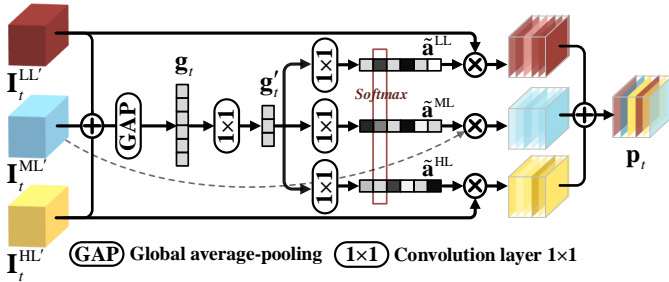 I_t^{LL'}
I_t^{ML'}
I_t^{HL'}
GAP
g_t
1×1
g'_t
1×1
1×1
1×1
Softmax
ã^{LL}
ã^{ML}
ã^{HL}
p_t
GAP Global average-pooling 1×1 Convolution layer 1×1